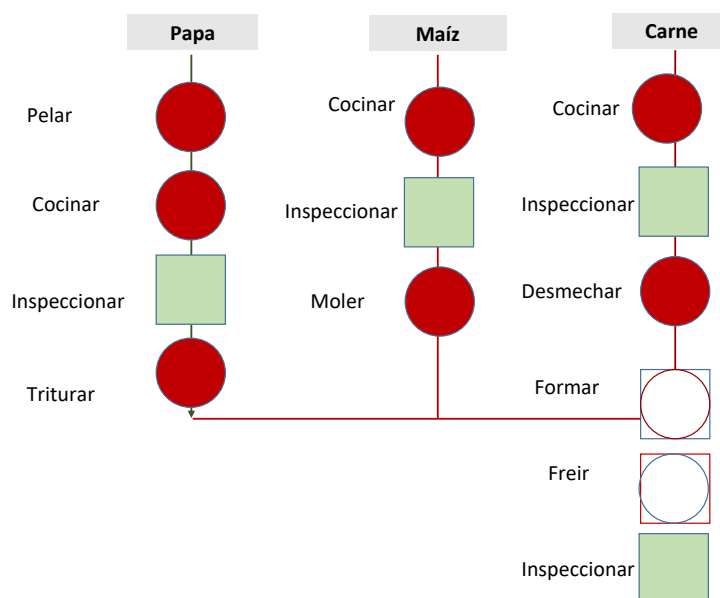 Papa
Maíz
Carne
Pelar
Cocinar
Cocinar
Cocinar
Inspeccionar
Inspeccionar
Inspeccionar
Moler
Desmechar
Triturar
Formar
Freir
Inspeccionar